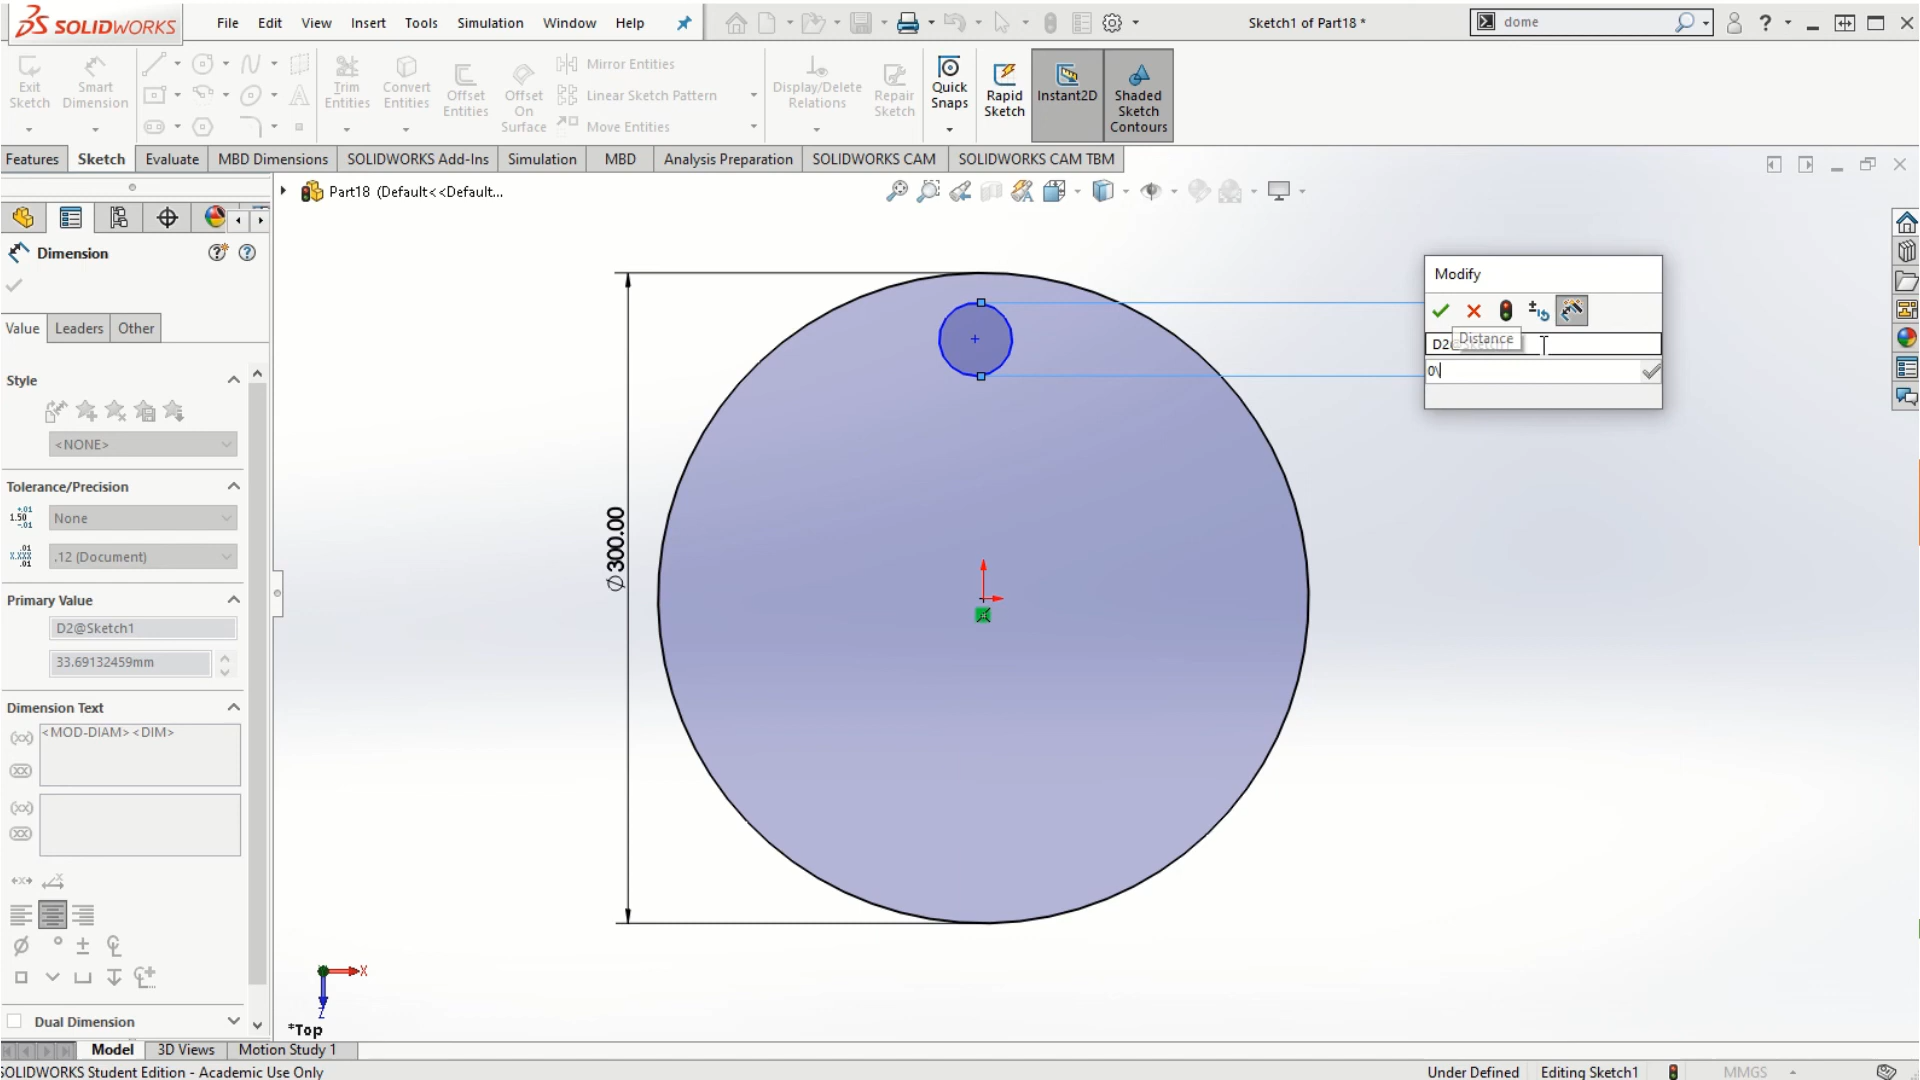 SOLIDWORKS
File Edit View Insert Tools Simulation Window Help
Sketch1 of Part18 *
dome
Exit Sketch
Smart Dimension
Trim Entities
Convert Entities
Offset Entities
Offset On Surface
Mirror Entities
Linear Sketch Pattern
Move Entities
Display/Delete Relations
Repair Sketch
Quick Snaps
Rapid Sketch
Instant2D
Shaded Sketch Contours
Features Sketch Evaluate MBD Dimensions SOLIDWORKS Add-Ins Simulation MBD Analysis Preparation SOLIDWORKS CAM SOLIDWORKS CAM TBM
Part18 (Default<<Default...
Dimension
Value Leaders Other
Style
<NONE>
Tolerance/Precision
None
.12 (Document)
Primary Value
D2@Sketch1
33.69132459mm
Dimension Text
<MOD-DIAM><DIM>
Dual Dimension
Modify
Distance
D2@
0\
∅300.00
X
Z
*Top
Model 3D Views Motion Study 1
SOLIDWORKS Student Edition - Academic Use Only
Under Defined Editing Sketch1 MMGS